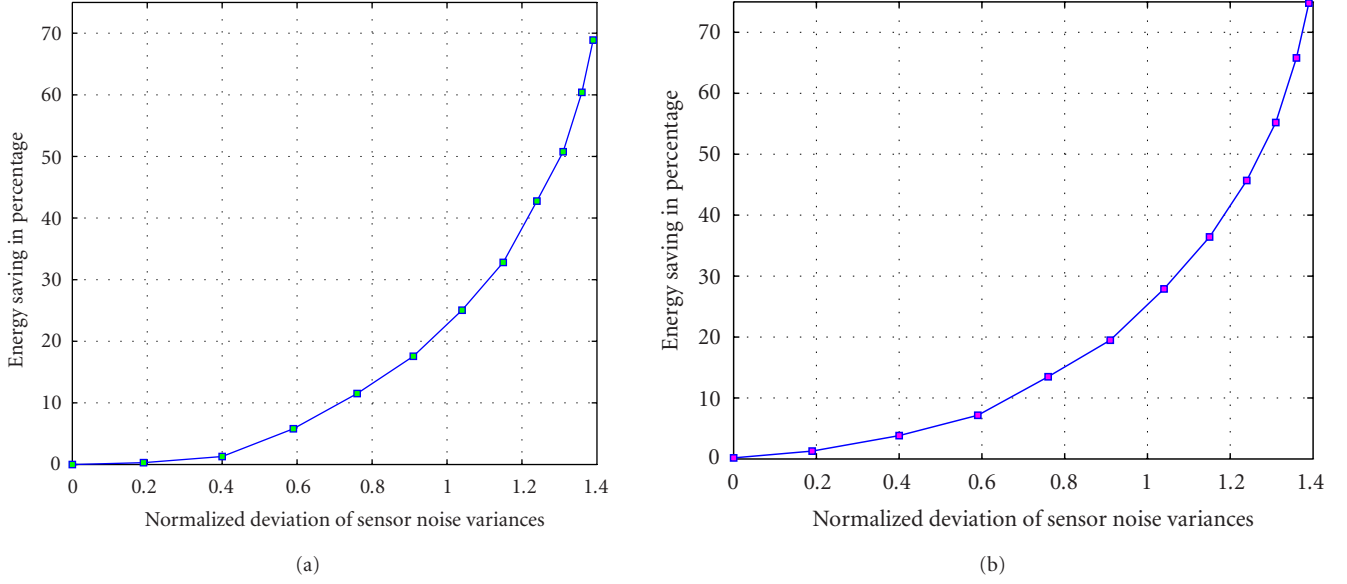 70
60
50
40
30
20
10
0
Energy saving in percentage
0 0.2 0.4 0.6 0.8 1 1.2 1.4
Normalized deviation of sensor noise variances
(a)
70
60
50
40
30
20
10
0
Energy saving in percentage
0 0.2 0.4 0.6 0.8 1 1.2 1.4
Normalized deviation of sensor noise variances
(b)